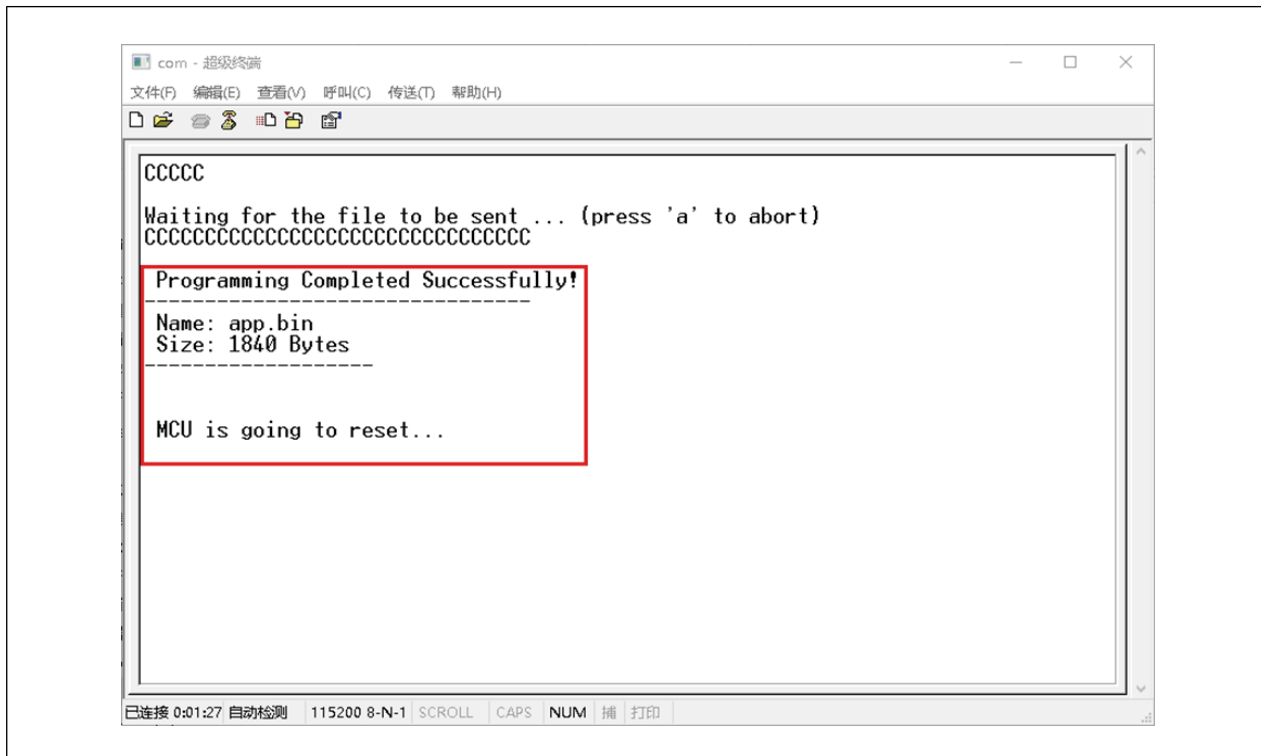 com - 超级终端
文件(F) 编辑(E) 查看(V) 呼叫(C) 传送(T) 帮助(H)
CCCCC
Waiting for the file to be sent ... (press 'a' to abort)
CCCCCCCCCCCCCCCCCCCCCCCCCCCCCCCC
Programming Completed Successfully!
--------------------------------
Name: app.bin
Size: 1840 Bytes
-------------------
MCU is going to reset...
已连接 0:01:27 自动检测 115200 8-N-1 SCROLL CAPS NUM 捕 打印